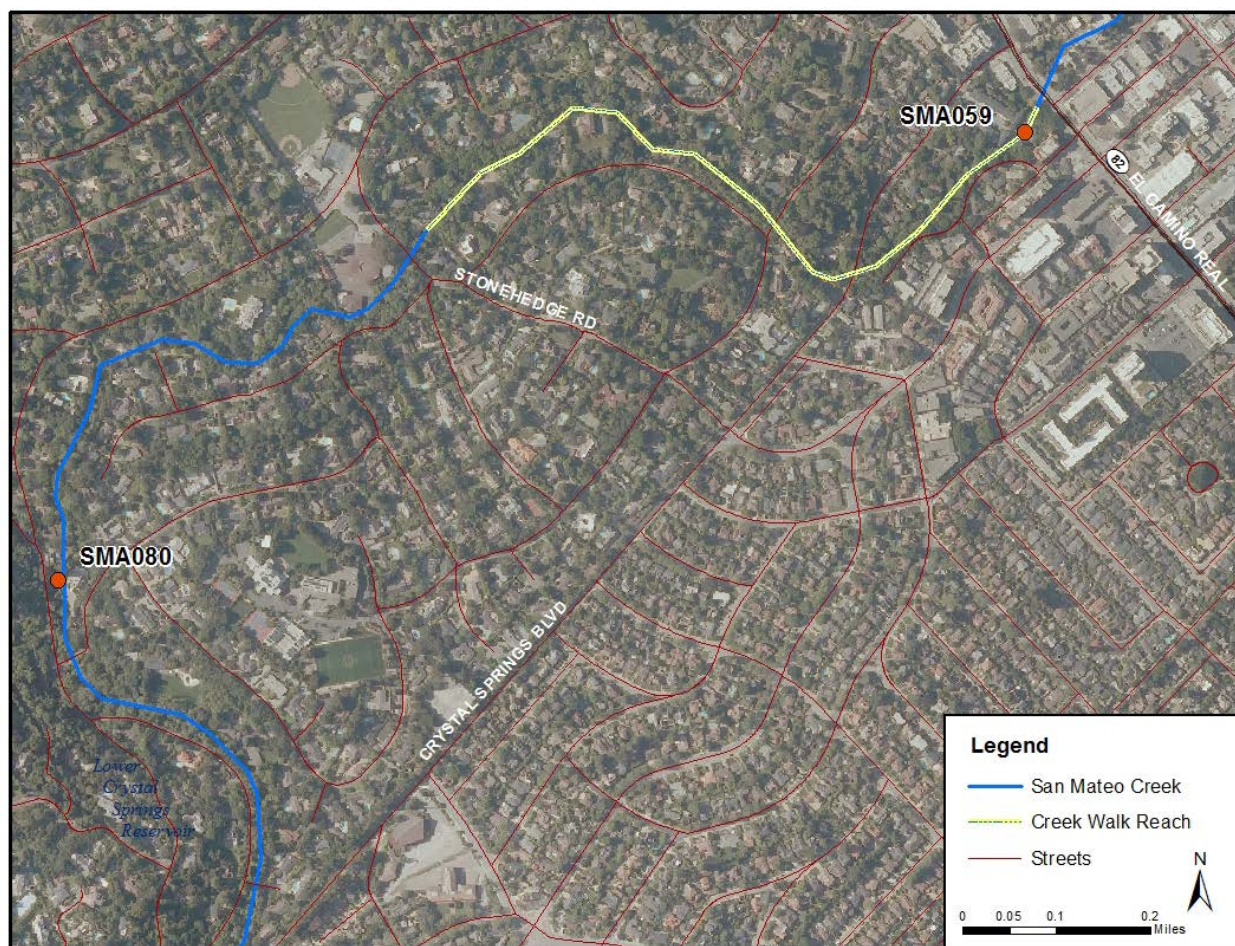 SMA059
82
EL CAMINO REAL
STONEHEDGE RD
SMA080
CRYSTAL SPRINGS BLVD
Lower
Crystal
Springs
Reservoir
Legend
San Mateo Creek
Creek Walk Reach
Streets
N
0 0.05 0.1 0.2
Miles